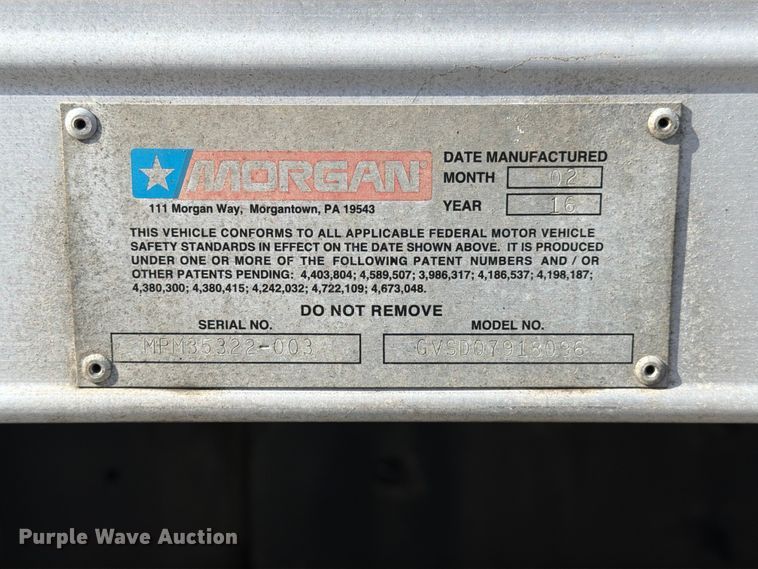 MORGAN®
111 Morgan Way, Morgantown, PA 19543
DATE MANUFACTURED
MONTH 02
YEAR 16
THIS VEHICLE CONFORMS TO ALL APPLICABLE FEDERAL MOTOR VEHICLE
SAFETY STANDARDS IN EFFECT ON THE DATE SHOWN ABOVE. IT IS PRODUCED
UNDER ONE OR MORE OF THE FOLLOWING PATENT NUMBERS AND / OR
OTHER PATENTS PENDING: 4,403,804; 4,589,507; 3,986,317; 4,186,537; 4,198,187;
4,380,300; 4,380,415; 4,242,032; 4,722,109; 4,673,048.
DO NOT REMOVE
SERIAL NO. MODEL NO.
MPM35322-003 GVSD07918096
Purple Wave Auction